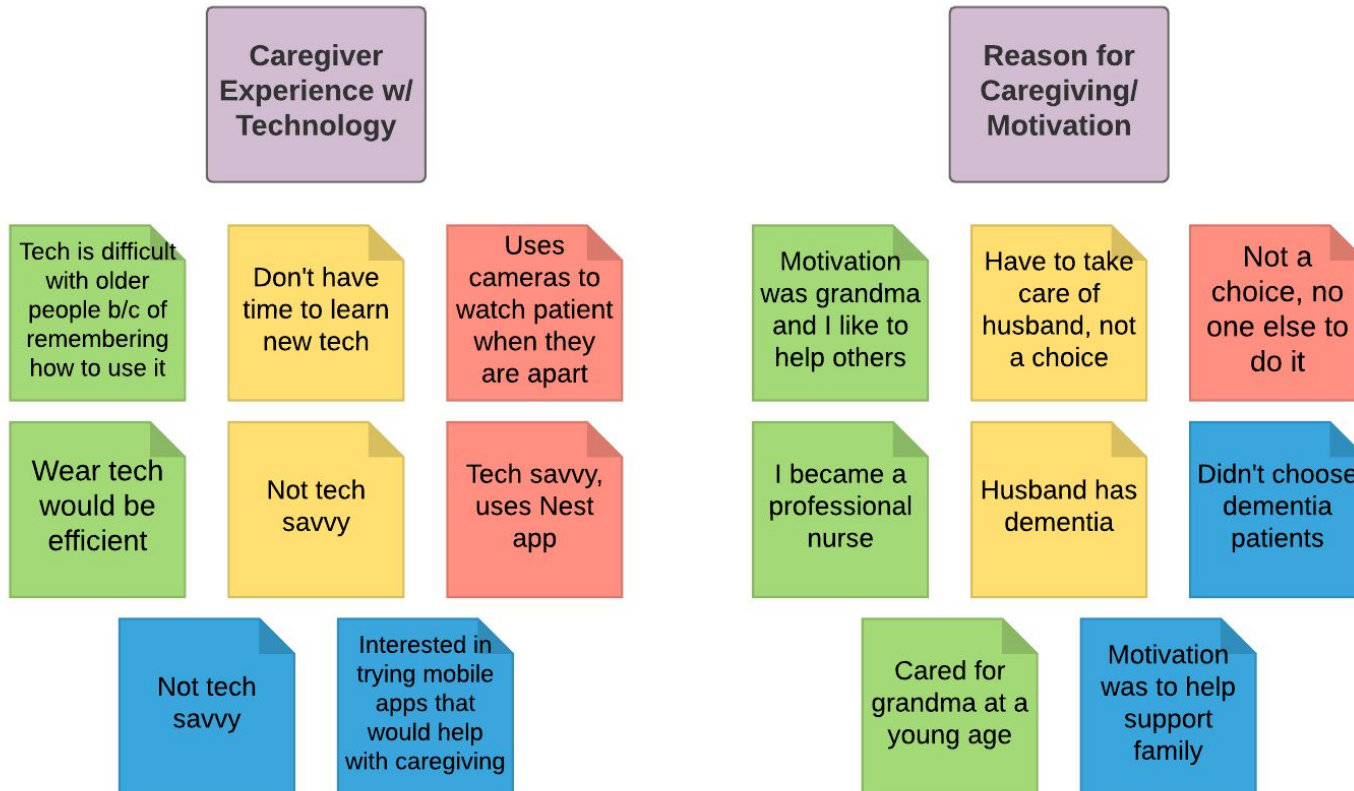 Caregiver
Experience w/
Technology
Tech is difficult
with older
people b/c of
remembering
how to use it
Don't have
time to learn
new tech
Uses
cameras to
watch patient
when they
are apart
Wear tech
would be
efficient
Not tech
savvy
Tech savvy,
uses Nest
app
Not tech
savvy
Interested in
trying mobile
apps that
would help
with caregiving
Reason for
Caregiving/
Motivation
Motivation
was grandma
and I like to
help others
Have to take
care of
husband, not
a choice
Not a
choice, no
one else to
do it
I became a
professional
nurse
Husband has
dementia
Didn't choose
dementia
patients
Cared for
grandma at a
young age
Motivation
was to help
support
family